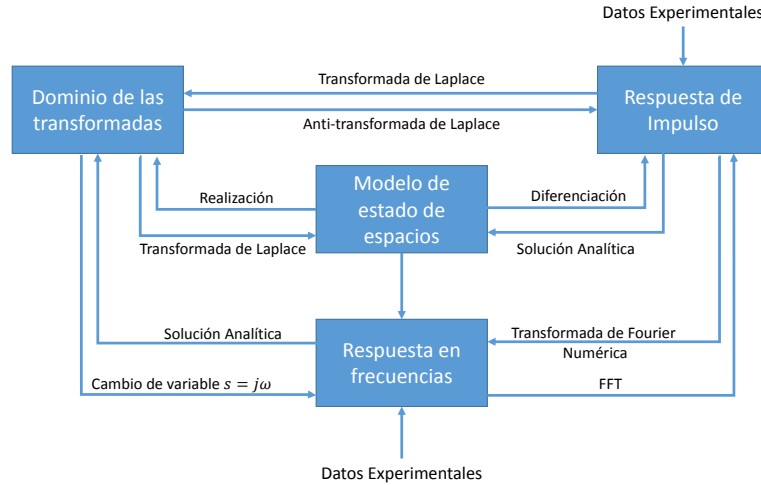 Datos Experimentales
Transformada de Laplace
Dominio de las
transformadas
Respuesta de
Impulso
Anti-transformada de Laplace
Modelo de
estado de
espacios
Realización
Diferenciación
Transformada de Laplace
Solución Analítica
Solución Analítica
Transformada de Fourier
Numérica
Respuesta en
frecuencias
Cambio de variable s = jω
FFT
Datos Experimentales